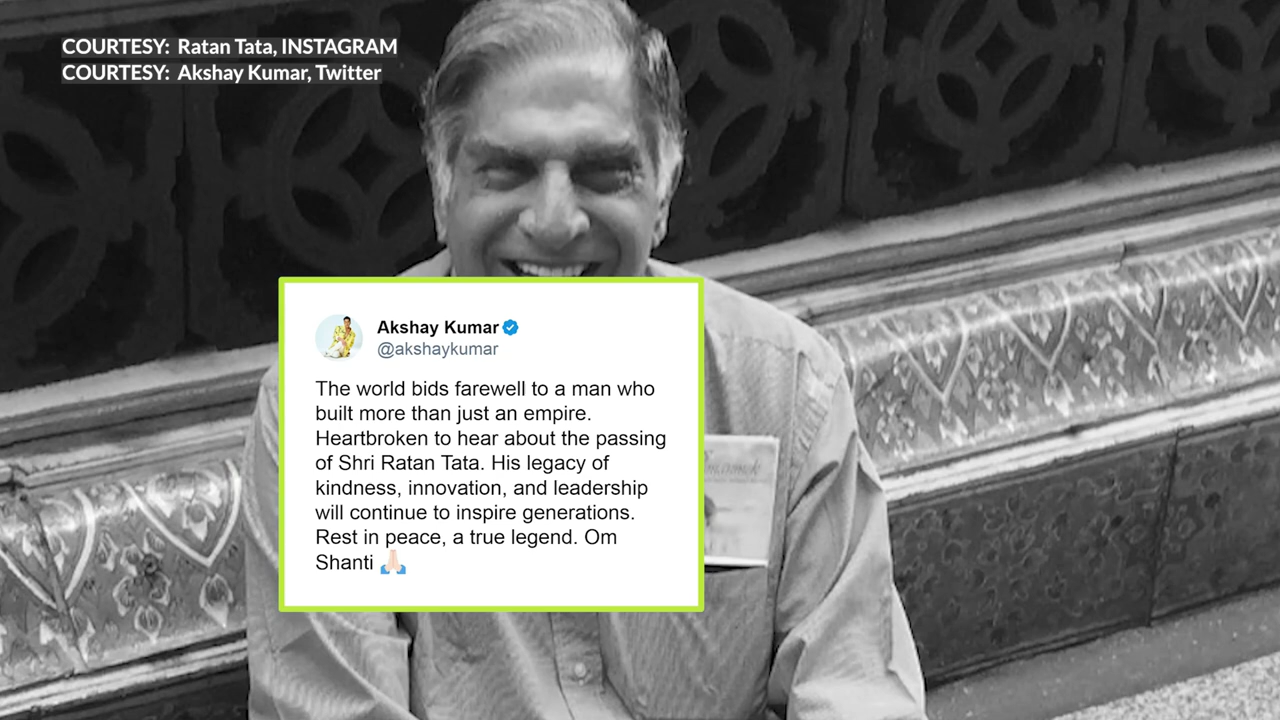 COURTESY: Ratan Tata, INSTAGRAM
COURTESY: Akshay Kumar, Twitter
Akshay Kumar
@akshaykumar
The world bids farewell to a man who
built more than just an empire.
Heartbroken to hear about the passing
of Shri Ratan Tata. His legacy of
kindness, innovation, and leadership
will continue to inspire generations.
Rest in peace, a true legend. Om
Shanti 🙏🏻